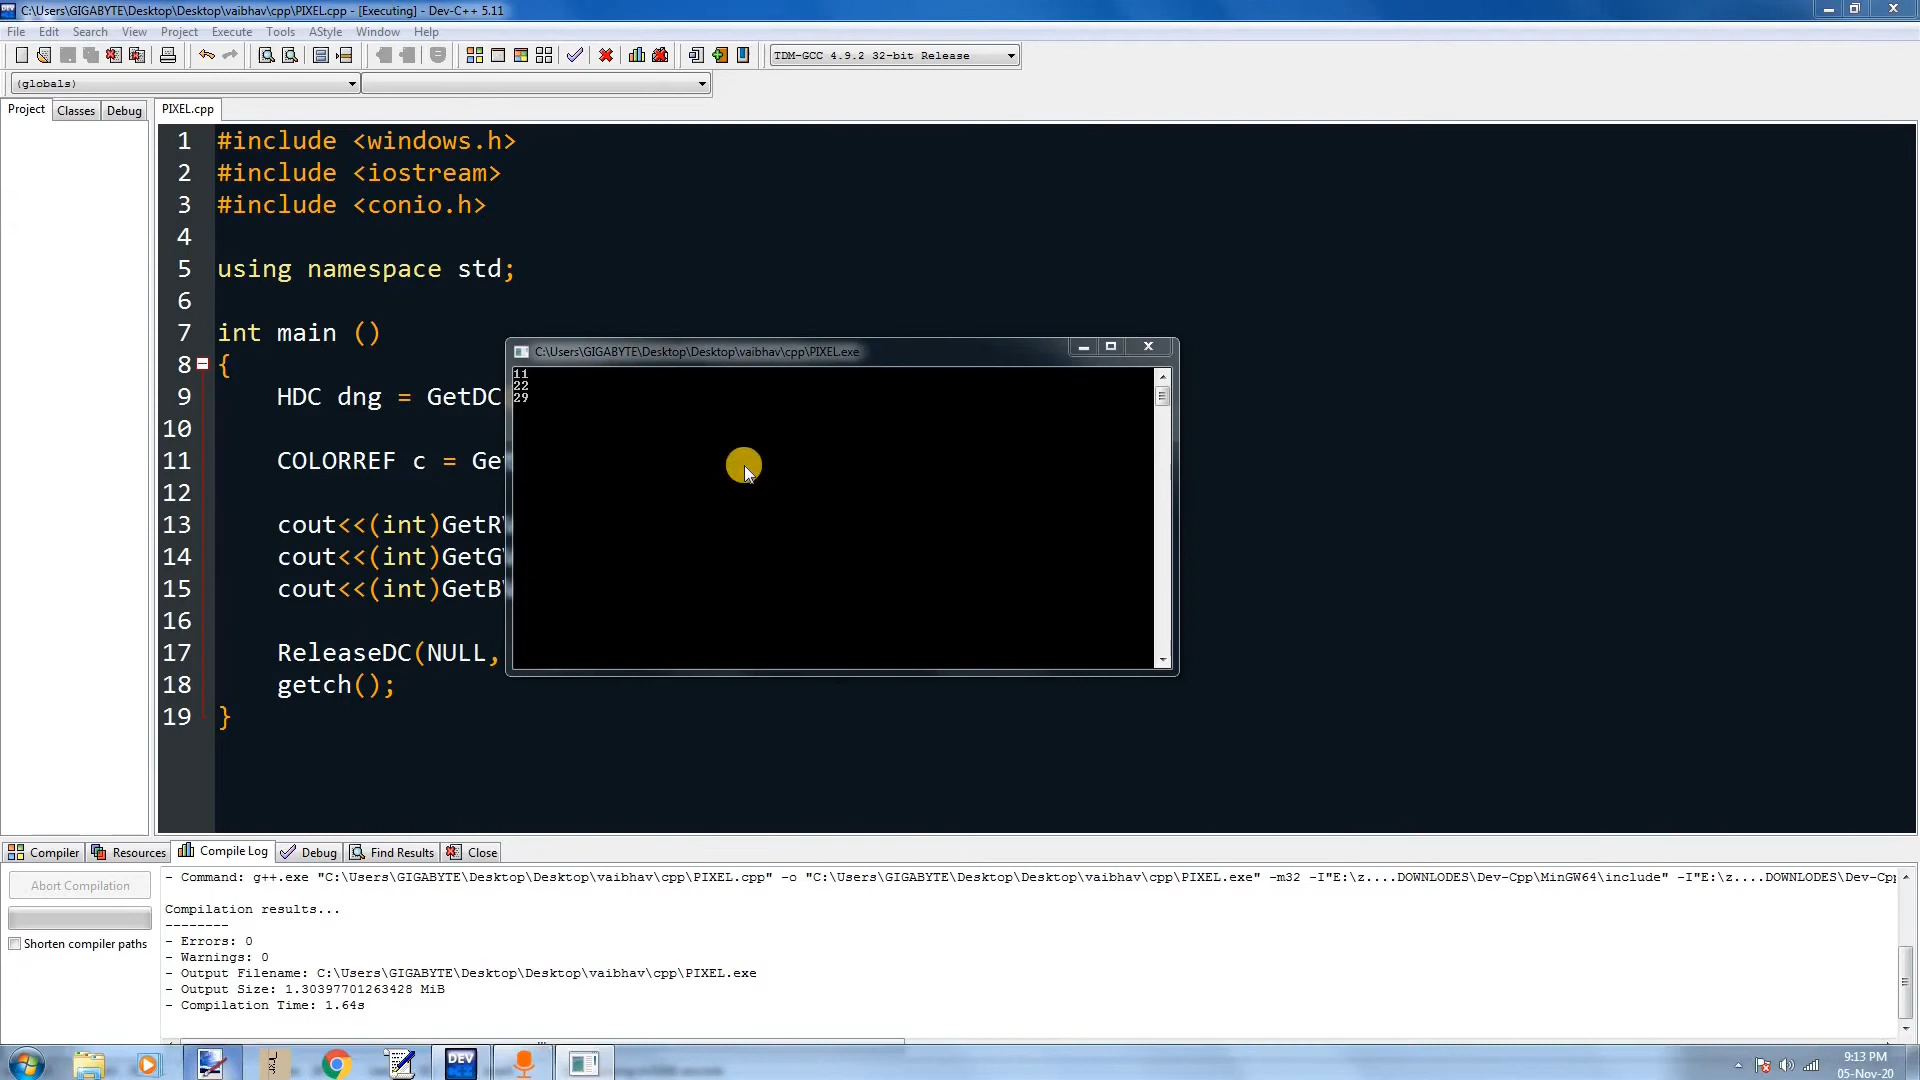 C:\Users\GIGABYTE\Desktop\Desktop\vaibhav\cpp\PIXEL.cpp - [Executing] - Dev-C++ 5.11
File Edit Search View Project Execute Tools AStyle Window Help
TDM-GCC 4.9.2 32-bit Release
(globals)
Project Classes Debug PIXEL.cpp
1 #include <windows.h>
2 #include <iostream>
3 #include <conio.h>
4
5 using namespace std;
6
7 int main ()
8 {
9 HDC dng = GetDC
10
11 COLORREF c = Ge
12
13 cout<<(int)GetR
14 cout<<(int)GetG
15 cout<<(int)GetB
16
17 ReleaseDC(NULL,
18 getch();
19 }
C:\Users\GIGABYTE\Desktop\Desktop\vaibhav\cpp\PIXEL.exe
11
22
29
Compiler Resources Compile Log Debug Find Results Close
Abort Compilation
Shorten compiler paths
- Command: g++.exe "C:\Users\GIGABYTE\Desktop\Desktop\vaibhav\cpp\PIXEL.cpp" -o "C:\Users\GIGABYTE\Desktop\Desktop\vaibhav\cpp\PIXEL.exe" -m32 -I"E:\z....DOWNLODES\Dev-Cpp\MinGW64\include" -I"E:\z....DOWNLODES\Dev-Cpp
Compilation results...
--------
- Errors: 0
- Warnings: 0
- Output Filename: C:\Users\GIGABYTE\Desktop\Desktop\vaibhav\cpp\PIXEL.exe
- Output Size: 1.30397701263428 MiB
- Compilation Time: 1.64s
DEV
9:13 PM
05-Nov-20